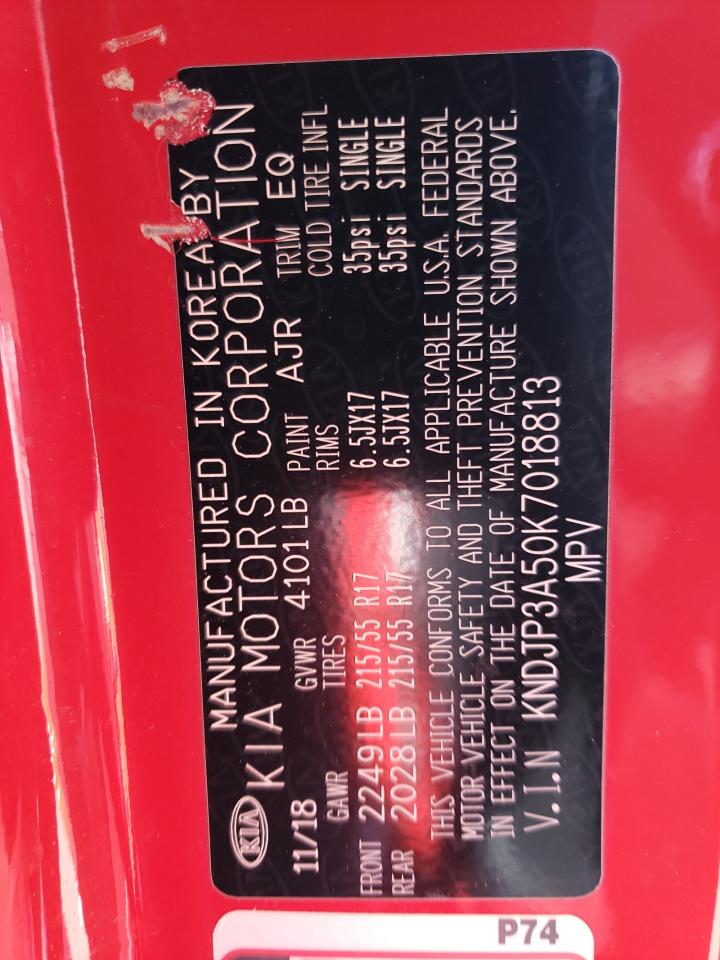 MANUFACTURED IN KOREA BY
KIA KIA MOTORS CORPORATION
11/18 GVWR 4101 LB PAINT AJR TRIM EQ
GAWR TIRES RIMS COLD TIRE INFL
FRONT 2249LB 215/55 R17 6.5JX17 35psi SINGLE
REAR 2028LB 215/55 R17 6.5JX17 35psi SINGLE
THIS VEHICLE CONFORMS TO ALL APPLICABLE U.S.A. FEDERAL
MOTOR VEHICLE SAFETY AND THEFT PREVENTION STANDARDS
IN EFFECT ON THE DATE OF MANUFACTURE SHOWN ABOVE.
V.I.N KNDJP3A50K7018813
MPV
P74